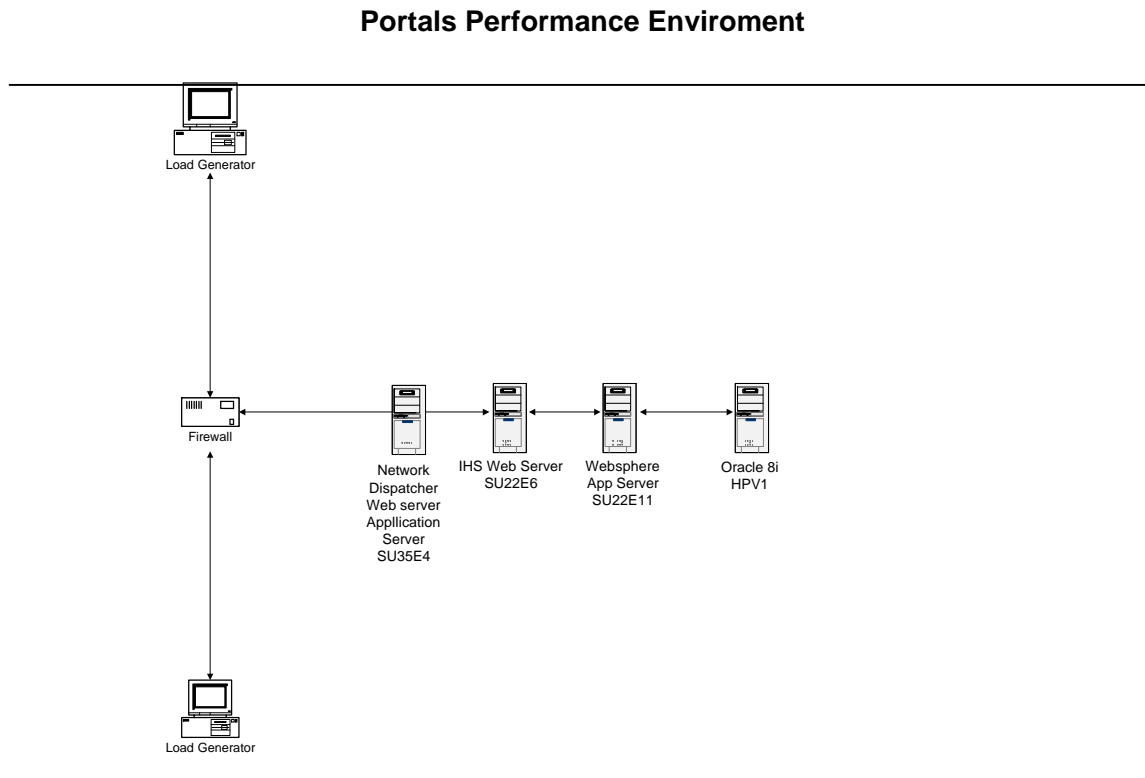 Portals Performance Enviroment
Load Generator
Firewall
Network
Dispatcher
Web server
Appllication
Server
SU35E4
IHS Web Server
SU22E6
Websphere
App Server
SU22E11
Oracle 8i
HPV1
Load Generator